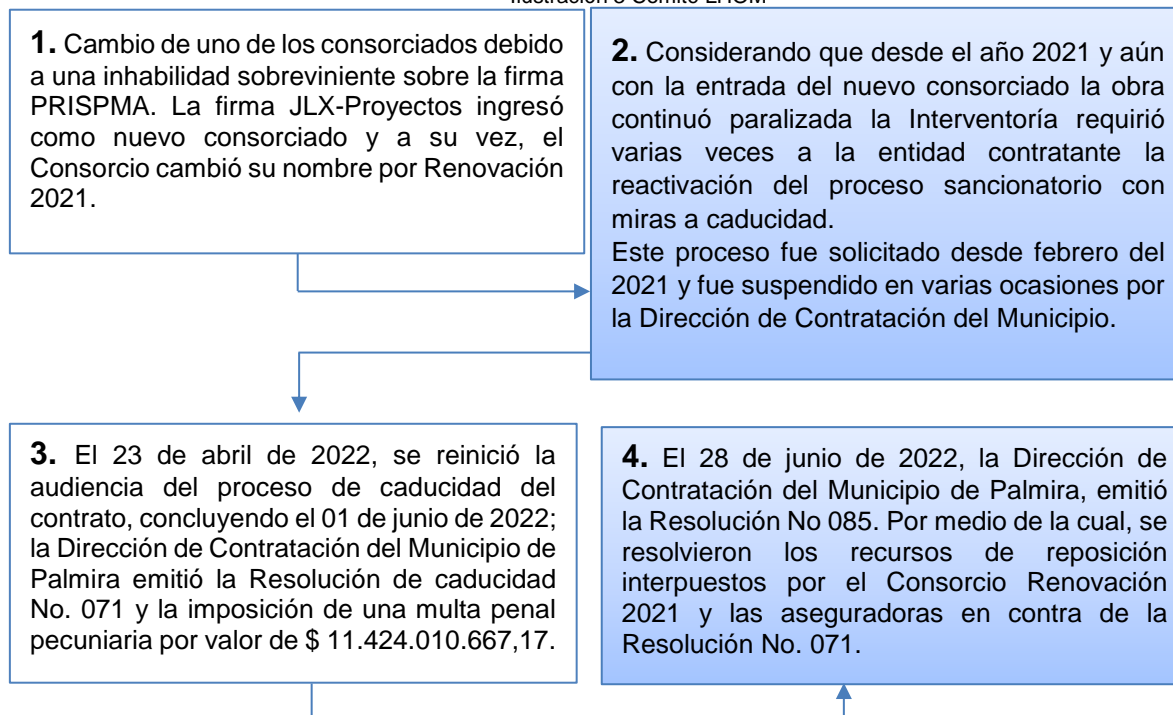 1. Cambio de uno de los consorciados debido
a una inhabilidad sobreviniente sobre la firma
PRISPMA. La firma JLX-Proyectos ingresó
como nuevo consorciado y a su vez, el
Consorcio cambió su nombre por Renovación
2021.
2. Considerando que desde el año 2021 y aún
con la entrada del nuevo consorciado la obra
continuó paralizada la Interventoría requirió
varias veces a la entidad contratante la
reactivación del proceso sancionatorio con
miras a caducidad.
Este proceso fue solicitado desde febrero del
2021 y fue suspendido en varias ocasiones por
la Dirección de Contratación del Municipio.
3. El 23 de abril de 2022, se reinició la
audiencia del proceso de caducidad del
contrato, concluyendo el 01 de junio de 2022;
la Dirección de Contratación del Municipio de
Palmira emitió la Resolución de caducidad
No. 071 y la imposición de una multa penal
pecuniaria por valor de $ 11.424.010.667,17.
4. El 28 de junio de 2022, la Dirección de
Contratación del Municipio de Palmira, emitió
la Resolución No 085. Por medio de la cual, se
resolvieron los recursos de reposición
interpuestos por el Consorcio Renovación
2021 y las aseguradoras en contra de la
Resolución No. 071.